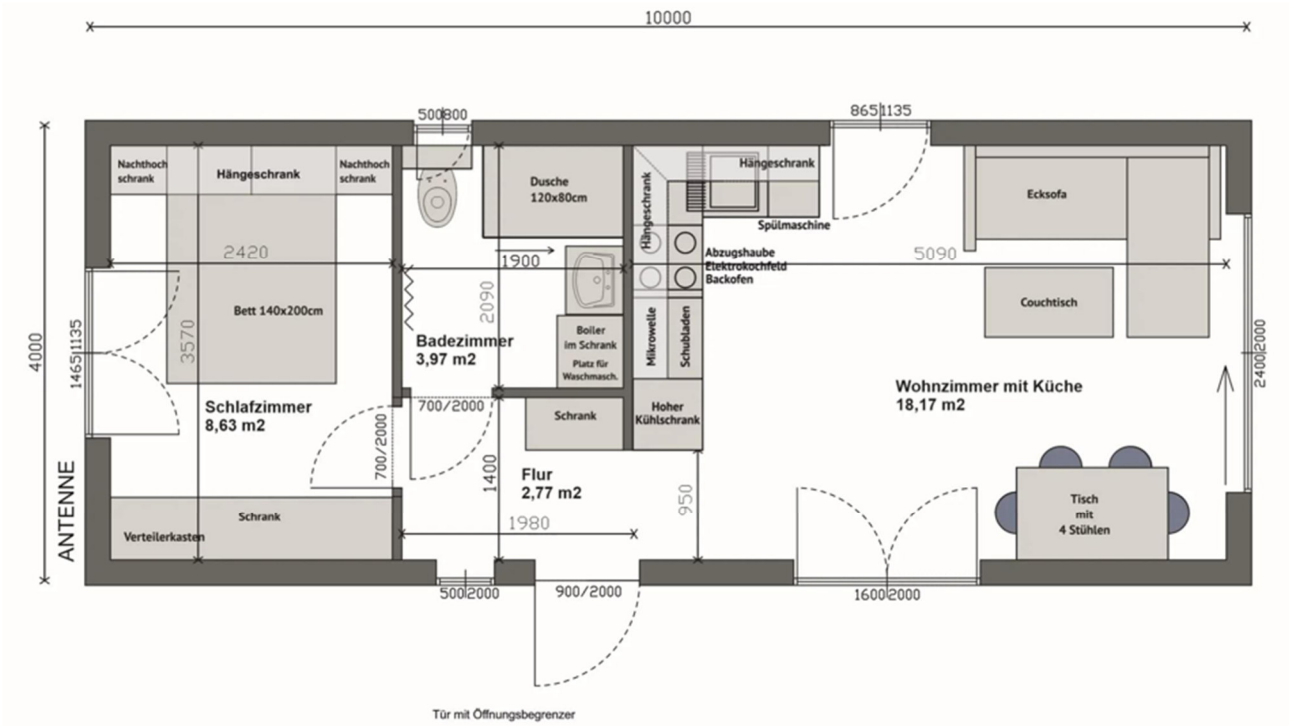 10000
500 800
865 1135
Nachthoch
schrank
Hängeschrank
Nachthoch
schrank
Dusche
120x80cm
Hängeschrank
Hängeschrank
Spülmaschine
Ecksofa
2420
1900
Abzugshaube
Elektrokochfeld
Backofen
5090
Bett 140x200cm
3570
2090
Couchtisch
4000
1465 1135
Badezimmer
3,97 m2
Boiler
im Schrank
Platz für
Waschmasch.
Mikrowelle
Schubladen
2400 2000
Schlafzimmer
8,63 m2
700/2000
700/2000
Schrank
Hoher
Kühlschrank
Wohnzimmer mit Küche
18,17 m2
ANTENNE
1400
Flur
2,77 m2
950
Schrank
Verteilerkasten
1980
Tisch
mit
4 Stühlen
500 2000
900/2000
1600 2000
Tür mit Öffnungsbegrenzer